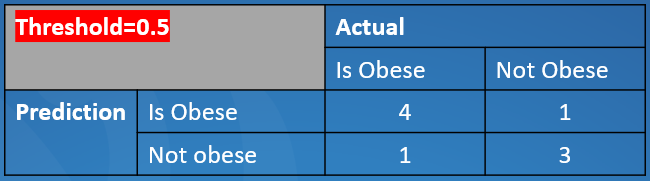 Threshold=0.5 Actual
Is Obese Not Obese
Prediction Is Obese 4 1
Not obese 1 3